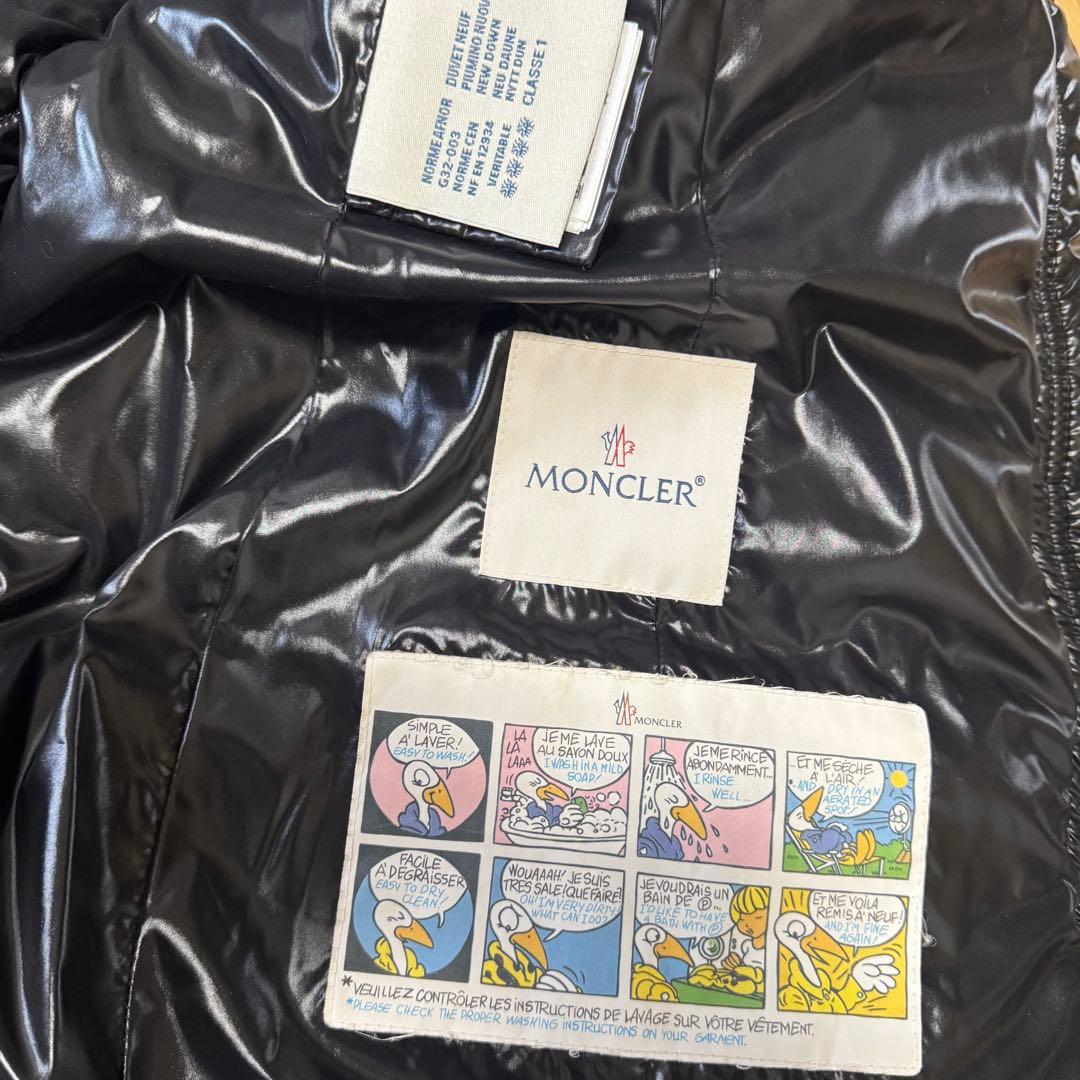 NORME AFNOR
G32-003
NORME CEN
NF EN 12934
VERITABLE
DUVET NEUF
PIUMINO NUOVO
NEW DOWN
NEU DAUNE
NYTT DUN
CLASSE 1
MONCLER®
MONCLER
SIMPLE
A' LAVER!
EASY TO WASH!
LA
LA
LAAA
JE ME LAVE
AU SAVON DOUX
I WASH IN A MILD
SOAP!
JE ME RINCE
ABONDAMMENT...
I RINSE
WELL...
...ET ME SÈCHE
À L'AIR!
...AND I DRY IN AN
AERATED
SPOT!
FACILE
A' DEGRAISSER
EASY TO DRY
CLEAN!
WOUAAAH! JE SUIS
TRES SALE! QUE FAIRE?
OH! I'M VERY DIRTY
WHAT CAN I DO?
JE VOUDRAIS UN
BAIN DE Ⓟ...
I'D LIKE TO HAVE
A BATH WITH Ⓟ
ET ME VOILA
REMIS A' NEUF!
AND I'M FINE
AGAIN!
*VEUILLEZ CONTRÔLER LES INSTRUCTIONS DE LAVAGE SUR VÔTRE VÊTEMENT.
*PLEASE CHECK THE PROPER WASHING INSTRUCTIONS ON YOUR GARMENT.